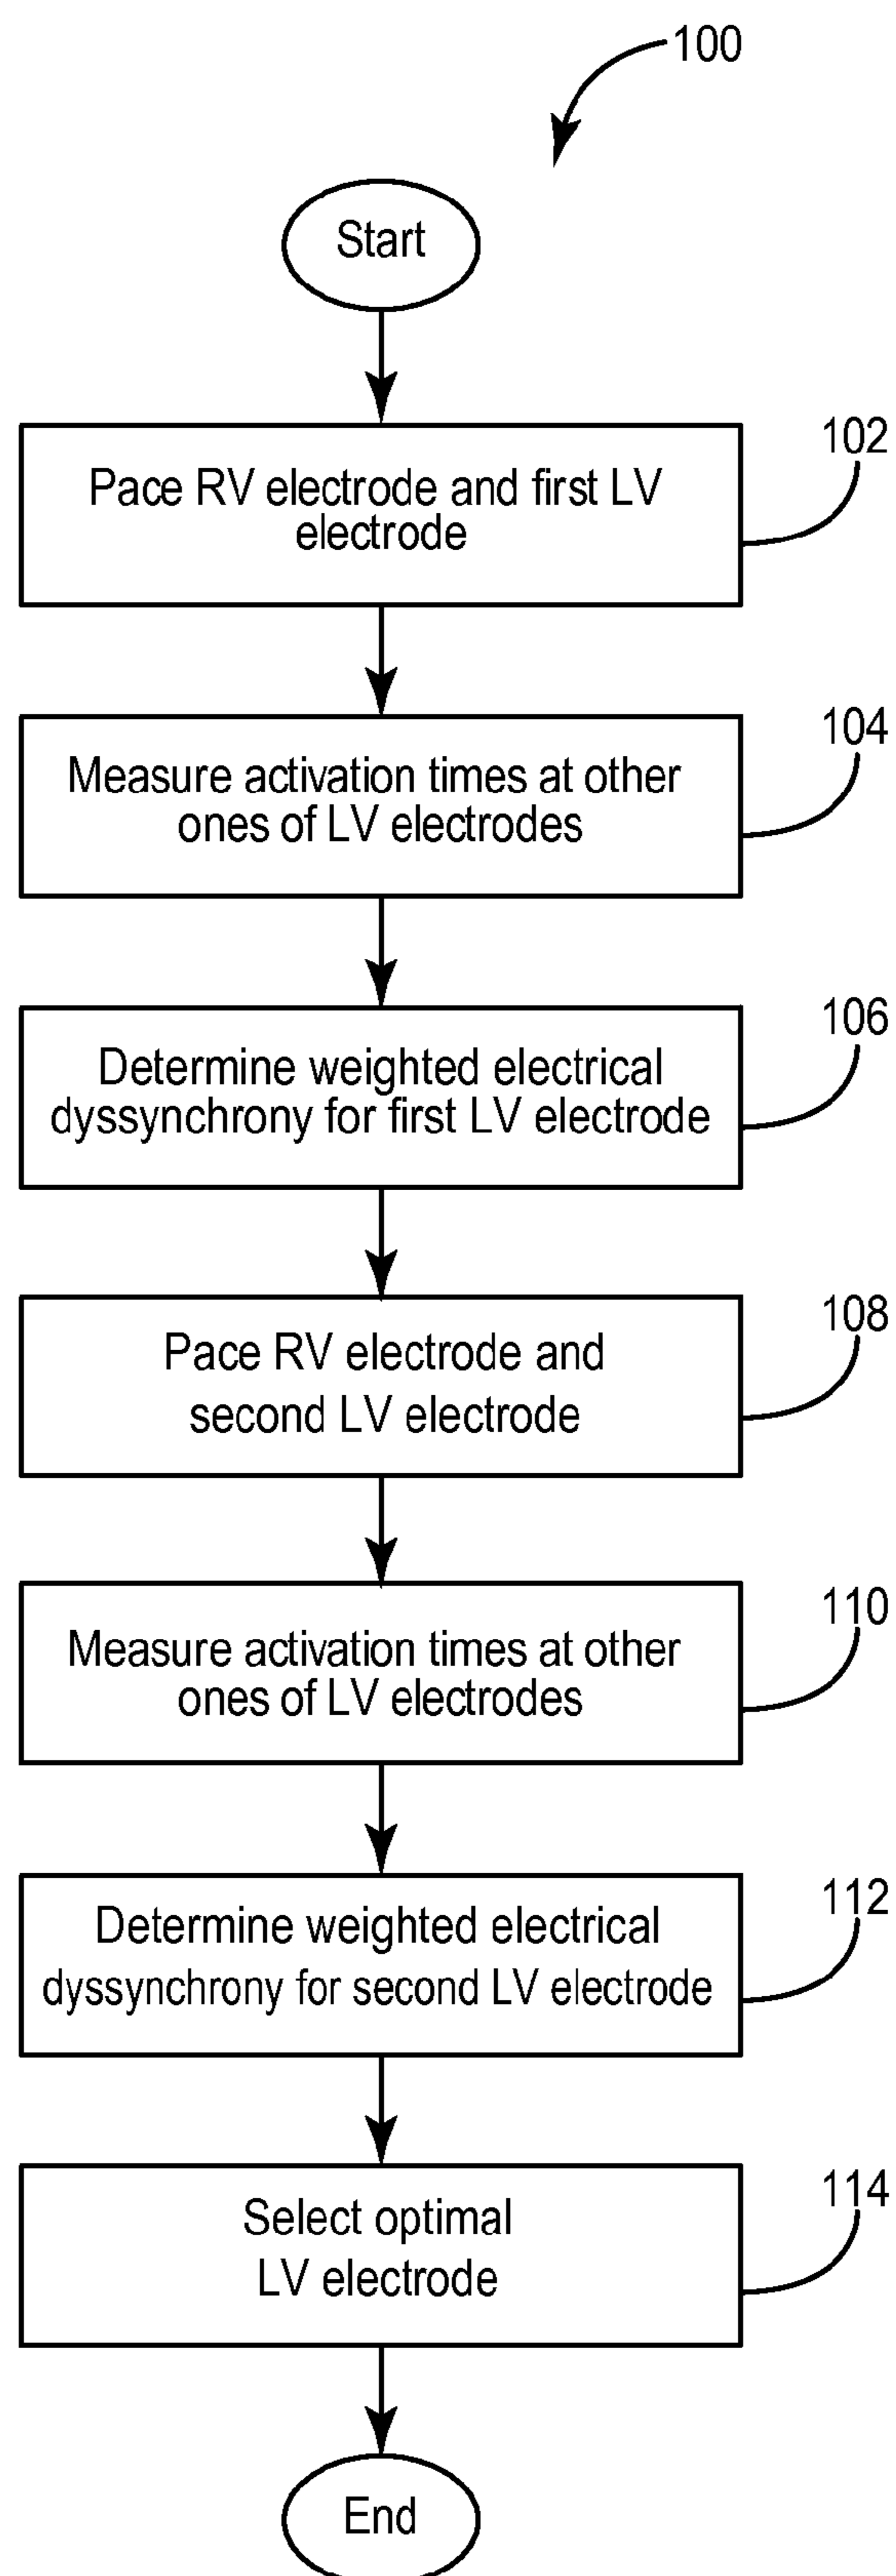 100
Start
102
Pace RV electrode and first LV
electrode
104
Measure activation times at other
ones of LV electrodes
106
Determine weighted electrical
dyssynchrony for first LV electrode
108
Pace RV electrode and
second LV electrode
110
Measure activation times at other
ones of LV electrodes
112
Determine weighted electrical
dyssynchrony for second LV electrode
114
Select optimal
LV electrode
End